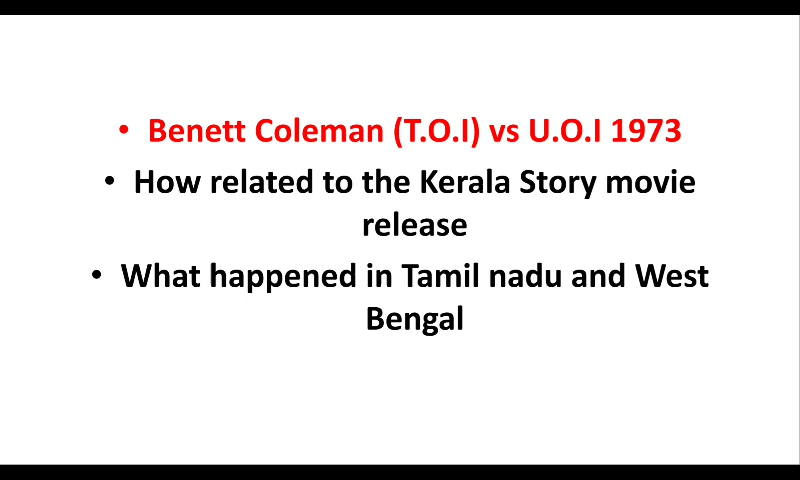 • Benett Coleman (T.O.I) vs U.O.I 1973
• How related to the Kerala Story movie
release
• What happened in Tamil nadu and West
Bengal